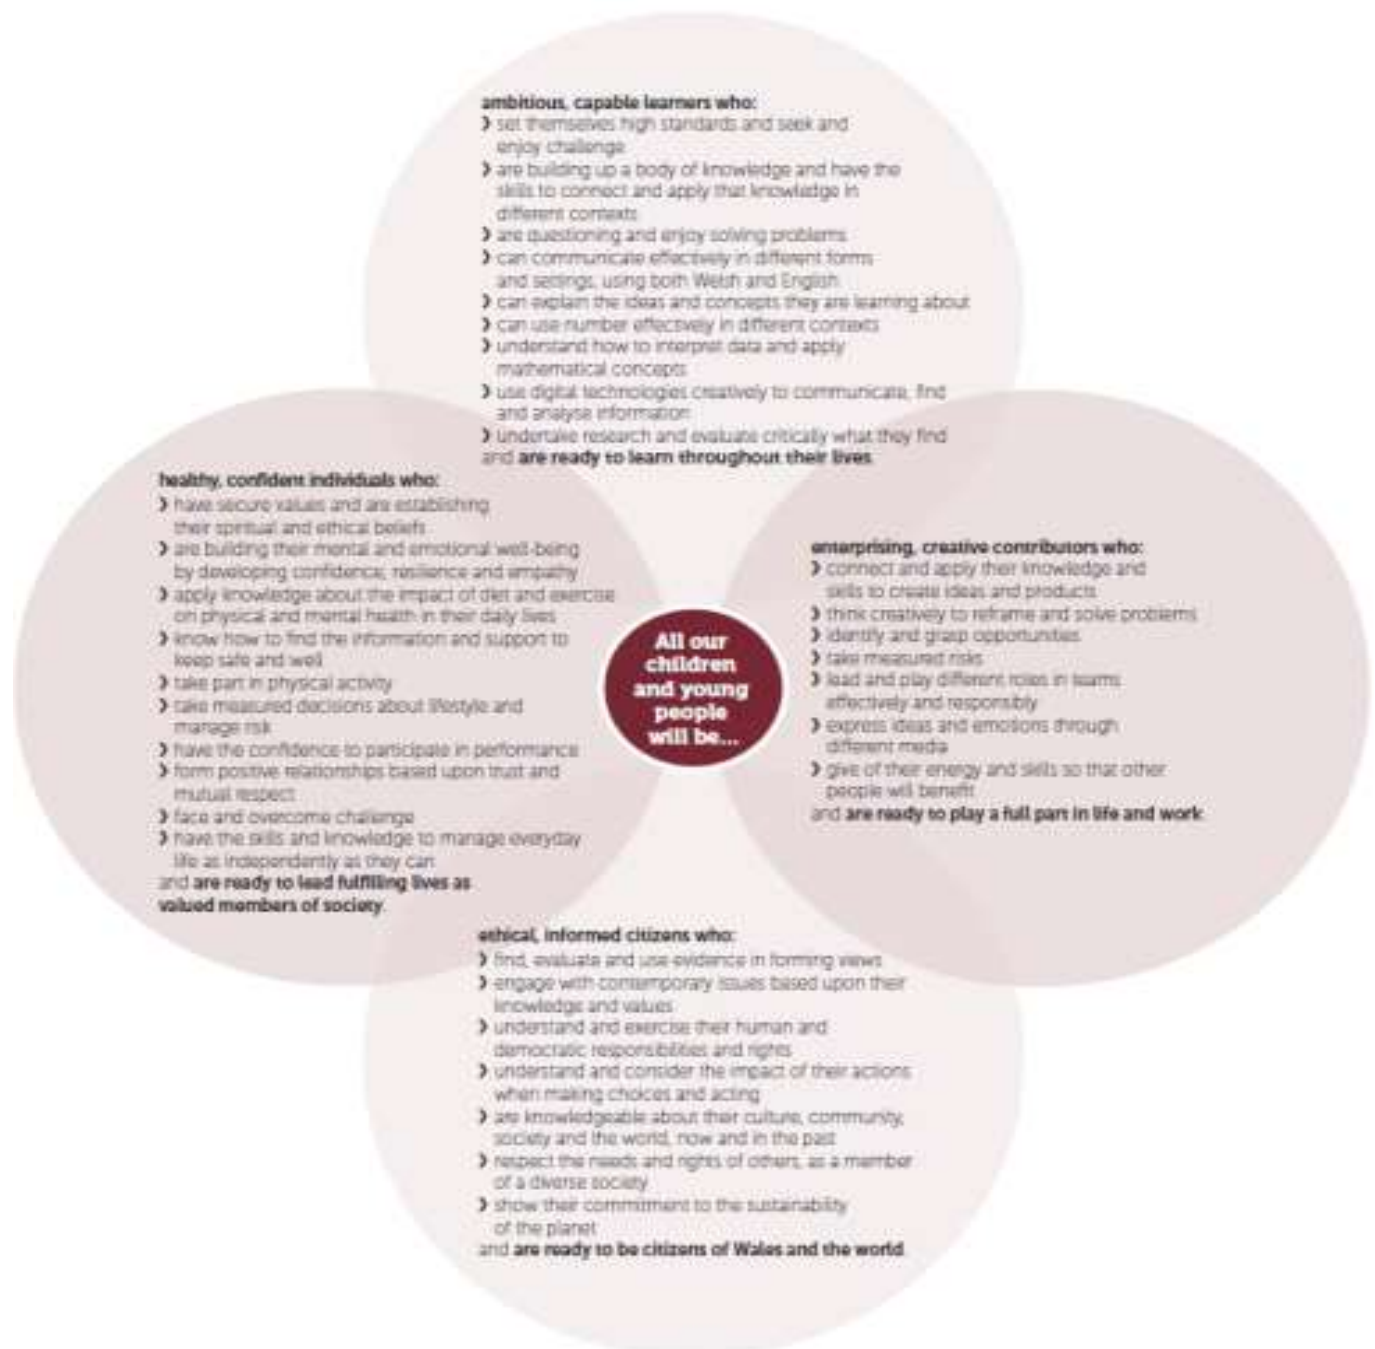 ambitious, capable learners who:
❯ set themselves high standards and seek and
enjoy challenge
❯ are building up a body of knowledge and have the
skills to connect and apply that knowledge in
different contexts
❯ are questioning and enjoy solving problems
❯ can communicate effectively in different forms
and settings, using both Welsh and English
❯ can explain the ideas and concepts they are learning about
❯ can use number effectively in different contexts
❯ understand how to interpret data and apply
mathematical concepts
❯ use digital technologies creatively to communicate, find
and analyse information
❯ undertake research and evaluate critically what they find
and are ready to learn throughout their lives.
healthy, confident individuals who:
❯ have secure values and are establishing
their spiritual and ethical beliefs
❯ are building their mental and emotional well-being
by developing confidence, resilience and empathy
❯ apply knowledge about the impact of diet and exercise
on physical and mental health in their daily lives
❯ know how to find the information and support to
keep safe and well
❯ take part in physical activity
❯ take measured decisions about lifestyle and
manage risk
❯ have the confidence to participate in performance
❯ form positive relationships based upon trust and
mutual respect
❯ face and overcome challenge
❯ have the skills and knowledge to manage everyday
life as independently as they can
and are ready to lead fulfilling lives as
valued members of society.
All our
children
and young
people
will be...
enterprising, creative contributors who:
❯ connect and apply their knowledge and
skills to create ideas and products
❯ think creatively to reframe and solve problems
❯ identify and grasp opportunities
❯ take measured risks
❯ lead and play different roles in teams
effectively and responsibly
❯ express ideas and emotions through
different media
❯ give of their energy and skills so that other
people will benefit
and are ready to play a full part in life and work.
ethical, informed citizens who:
❯ find, evaluate and use evidence in forming views
❯ engage with contemporary issues based upon their
knowledge and values
❯ understand and exercise their human and
democratic responsibilities and rights
❯ understand and consider the impact of their actions
when making choices and acting
❯ are knowledgeable about their culture, community,
society and the world, now and in the past
❯ respect the needs and rights of others, as a member
of a diverse society
❯ show their commitment to the sustainability
of the planet
and are ready to be citizens of Wales and the world.